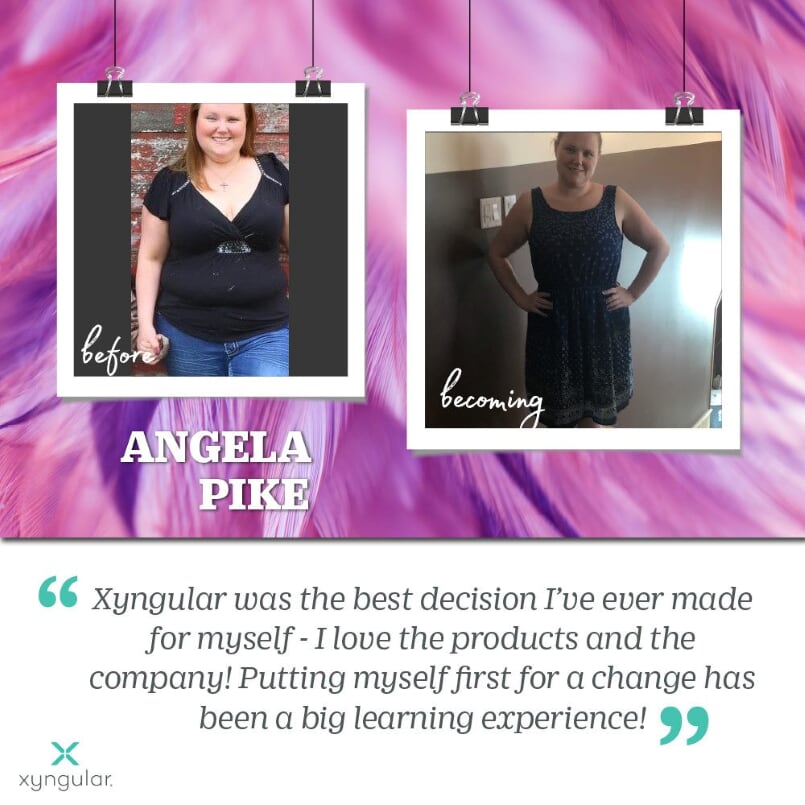 before
becoming
ANGELA
PIKE
“ Xyngular was the best decision I’ve ever made
for myself - I love the products and the
company! Putting myself first for a change has
been a big learning experience! ”
xyngular.